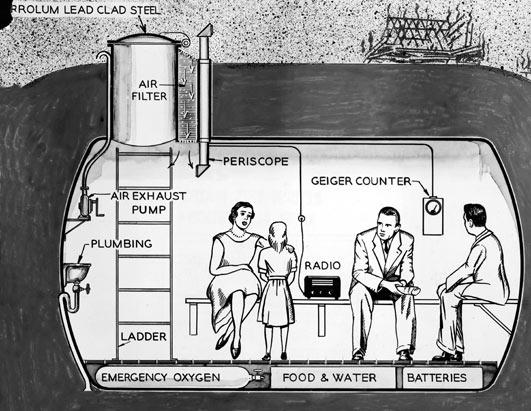 RROLUM LEAD CLAD STEEL
AIR
FILTER
PERISCOPE
GEIGER COUNTER
AIR EXHAUST
PUMP
PLUMBING
RADIO
LADDER
EMERGENCY OXYGEN
FOOD & WATER
BATTERIES